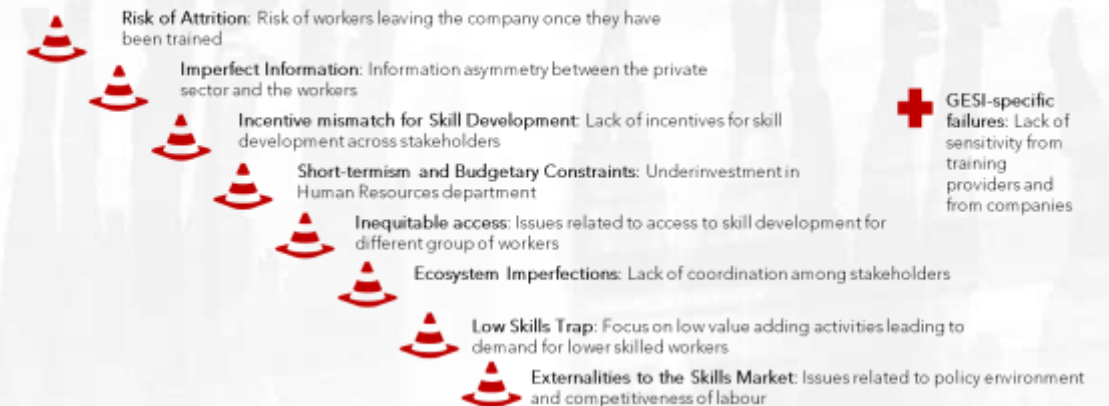 Risk of Attrition: Risk of workers leaving the company once they have
been trained
Imperfect Information: Information asymmetry between the private
sector and the workers
Incentive mismatch for Skill Development: Lack of incentives for skill
development across stakeholders
Short-termism and Budgetary Constraints: Underinvestment in
Human Resources department
Inequitable access: Issues related to access to skill development for
different group of workers
Ecosystem Imperfections: Lack of coordination among stakeholders
Low Skills Trap: Focus on low value adding activities leading to
demand for lower skilled workers
Externalities to the Skills Market: Issues related to policy environment
and competitiveness of labour
GESI-specific
failures: Lack of
sensitivity from
training
providers and
from companies